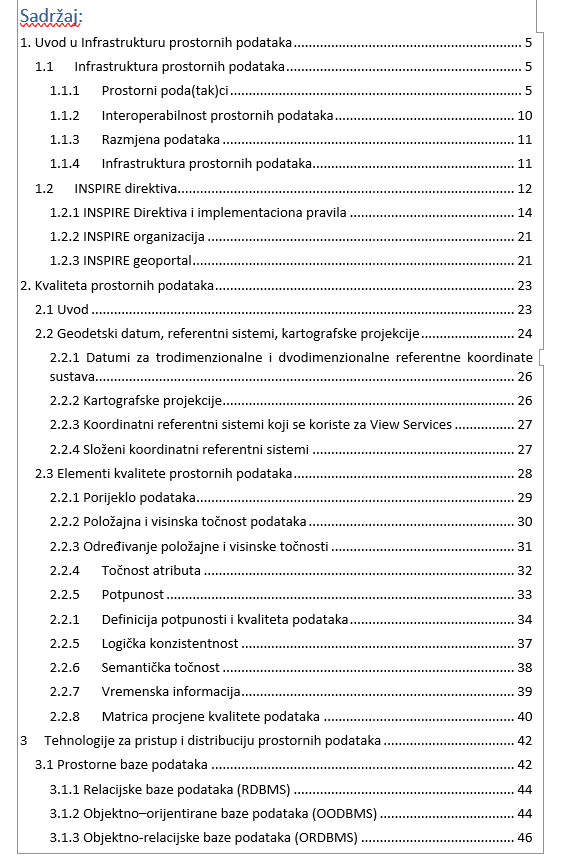 Sadržaj:
1. Uvod u Infrastrukturu prostornih podataka 5
1.1 Infrastruktura prostornih podataka 5
1.1.1 Prostorni poda(tak)ci 5
1.1.2 Interoperabilnost prostornih podataka 10
1.1.3 Razmjena podataka 11
1.1.4 Infrastruktura prostornih podataka 11
1.2 INSPIRE direktiva 12
1.2.1 INSPIRE Direktiva i implementaciona pravila 14
1.2.2 INSPIRE organizacija 21
1.2.3 INSPIRE geoportal 21
2. Kvaliteta prostornih podataka 23
2.1 Uvod 23
2.2 Geodetski datum, referentni sistemi, kartografske projekcije 24
2.2.1 Datumi za trodimenzionalne i dvodimenzionalne referentne koordinate
sustava 26
2.2.2 Kartografske projekcije 26
2.2.3 Koordinatni referentni sistemi koji se koriste za View Services 27
2.2.4 Složeni koordinatni referentni sistemi 27
2.3 Elementi kvalitete prostornih podataka 28
2.2.1 Porijeklo podataka 29
2.2.2 Položajna i visinska točnost podataka 30
2.2.3 Određivanje položajne i visinske točnosti 31
2.2.4 Točnost atributa 32
2.2.5 Potpunost 33
2.2.1 Definicija potpunosti i kvaliteta podataka 34
2.2.5 Logička konzistentnost 37
2.2.6 Semantička točnost 38
2.2.7 Vremenska informacija 39
2.2.8 Matrica procjene kvalitete podataka 40
3 Tehnologije za pristup i distribuciju prostornih podataka 42
3.1 Prostorne baze podataka 42
3.1.1 Relacijske baze podataka (RDBMS) 44
3.1.2 Objektno–orijentirane baze podataka (OODBMS) 44
3.1.3 Objektno-relacijske baze podataka (ORDBMS) 46